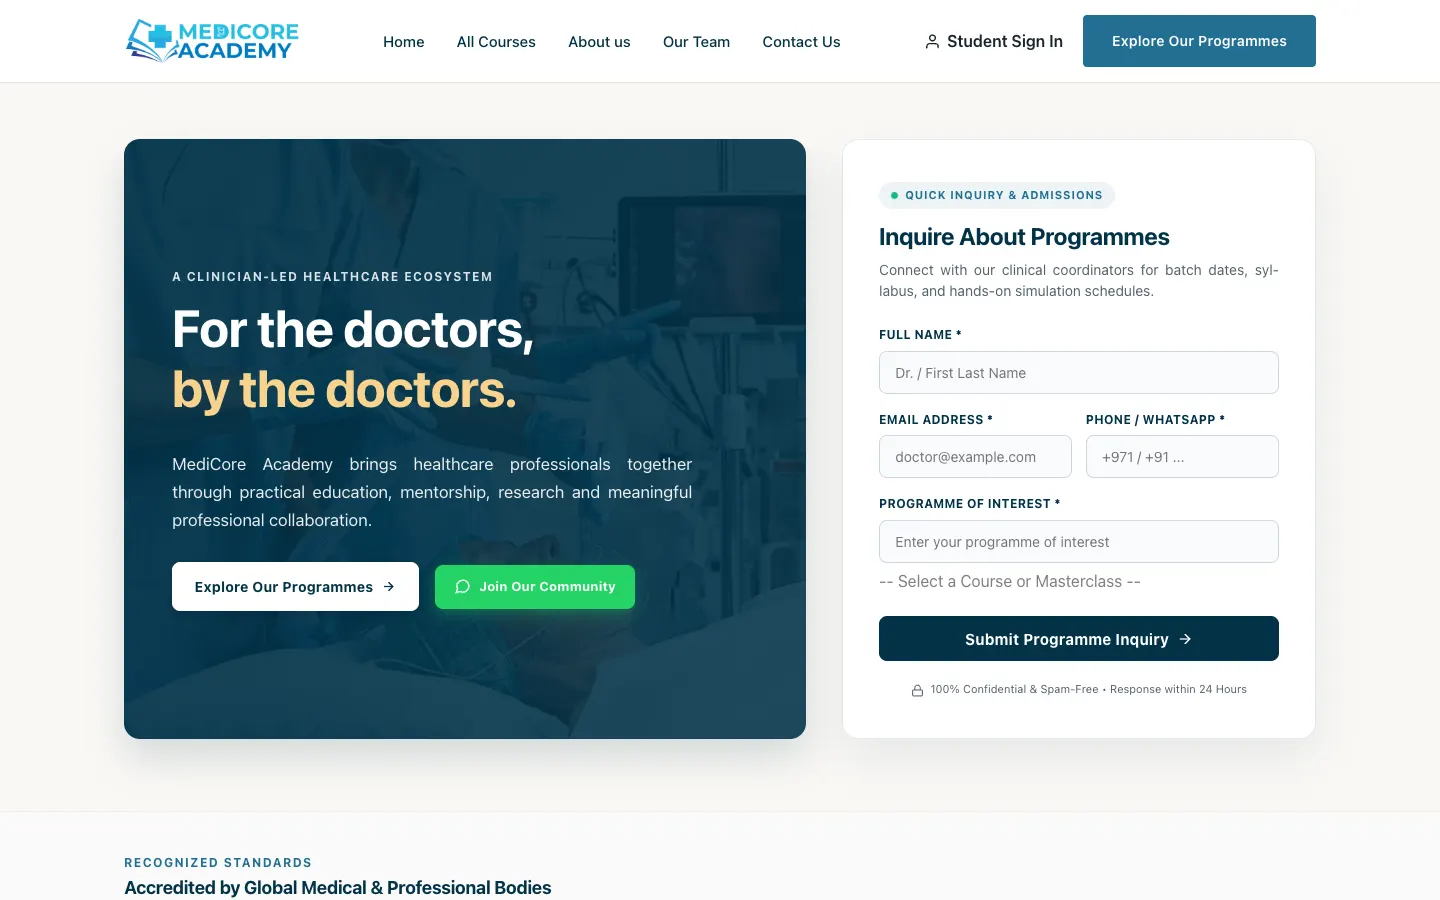 MEDICORE
ACADEMY
Home
All Courses
About us
Our Team
Contact Us
Student Sign In
Explore Our Programmes
A CLINICIAN-LED HEALTHCARE ECOSYSTEM
For the doctors,
by the doctors.
MediCore Academy brings healthcare professionals together
through practical education, mentorship, research and meaningful
professional collaboration.
Explore Our Programmes →
Join Our Community
QUICK INQUIRY & ADMISSIONS
Inquire About Programmes
Connect with our clinical coordinators for batch dates, syl-
labus, and hands-on simulation schedules.
FULL NAME *
Dr. / First Last Name
EMAIL ADDRESS *
doctor@example.com
PHONE / WHATSAPP *
+971 / +91 ...
PROGRAMME OF INTEREST *
Enter your programme of interest
-- Select a Course or Masterclass --
Submit Programme Inquiry →
100% Confidential & Spam-Free • Response within 24 Hours
RECOGNIZED STANDARDS
Accredited by Global Medical & Professional Bodies